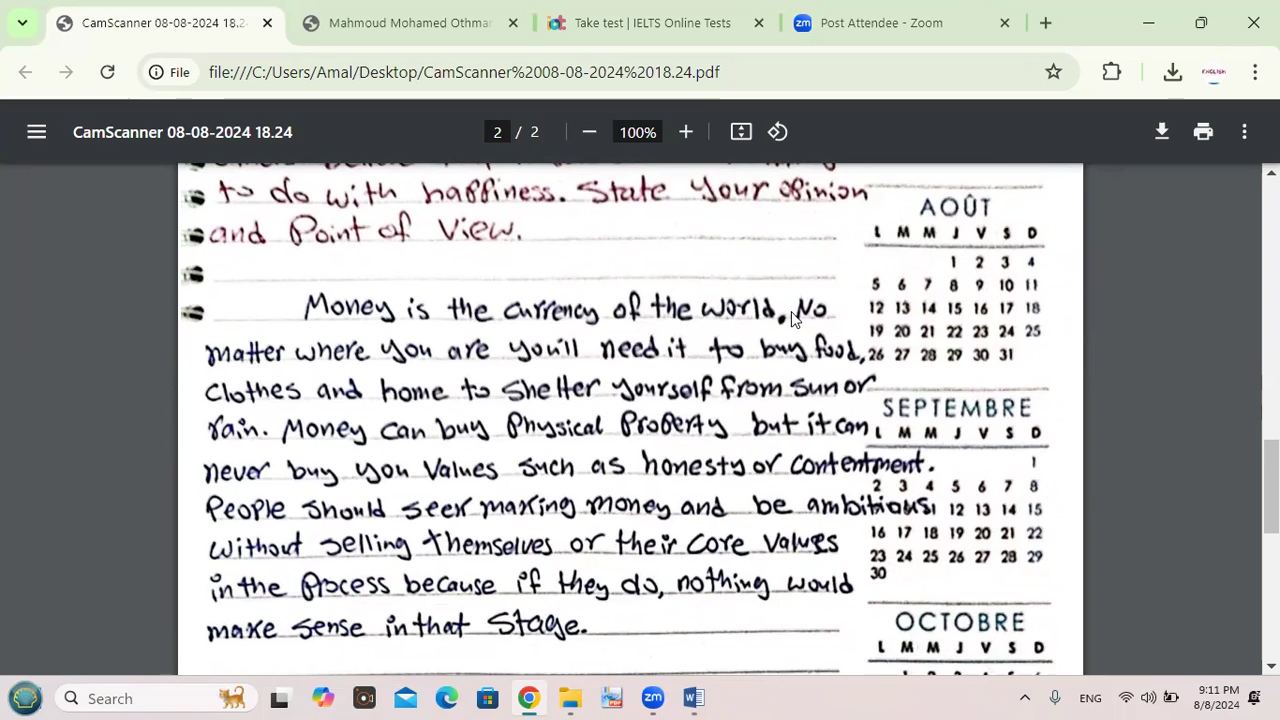 CamScanner 08-08-2024 18.2
Mahmoud Mohamed Othmar
Take test | IELTS Online Tests
Post Attendee - Zoom
File
file:///C:/Users/Amal/Desktop/CamScanner%2008-08-2024%2018.24.pdf
ENGLISH
CamScanner 08-08-2024 18.24
2 / 2
100%
to do with happiness. State your opinion
and Point of View.
Money is the currency of the world. No
matter where you are you'll need it to buy food,
clothes and home to shelter yourself from sun or
rain. Money can buy Physical Property but it can
never buy you values such as honesty or contentment.
People should seek making money and be ambitious
without selling themselves or their core values
in the process because if they do, nothing would
make sense in that stage.
AOÛT
L M M J V S D
1 2 3 4
5 6 7 8 9 10 11
12 13 14 15 16 17 18
19 20 21 22 23 24 25
26 27 28 29 30 31
SEPTEMBRE
L M M J V S D
1
2 3 4 5 6 7 8
11 12 13 14 15
16 17 18 19 20 21 22
23 24 25 26 27 28 29
30
OCTOBRE
L M M J V S D
Search
ENG
9:11 PM
8/8/2024